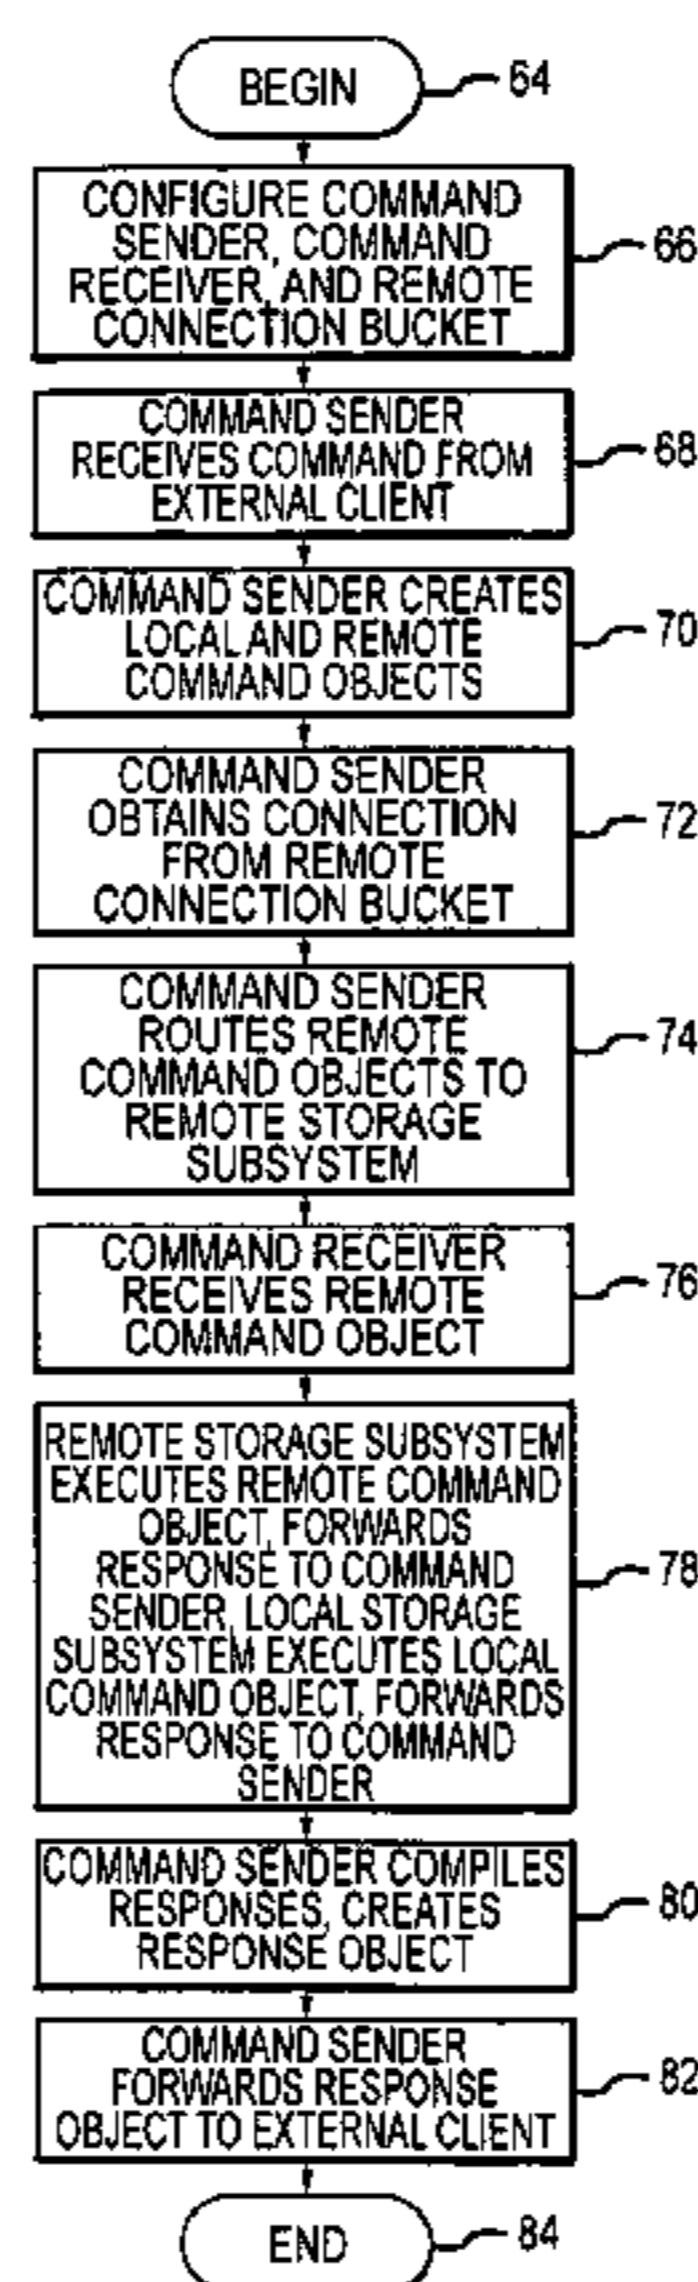 BEGIN
64
CONFIGURE COMMAND
SENDER, COMMAND
RECEIVER, AND REMOTE
CONNECTION BUCKET
66
COMMAND SENDER
RECEIVES COMMAND FROM
EXTERNAL CLIENT
68
COMMAND SENDER CREATES
LOCAL AND REMOTE
COMMAND OBJECTS
70
COMMAND SENDER
OBTAINS CONNECTION
FROM REMOTE
CONNECTION BUCKET
72
COMMAND SENDER
ROUTES REMOTE
COMMAND OBJECTS TO
REMOTE STORAGE
SUBSYSTEM
74
COMMAND RECEIVER
RECEIVES REMOTE
COMMAND OBJECT
76
REMOTE STORAGE SUBSYSTEM
EXECUTES REMOTE COMMAND
OBJECT, FORWARDS
RESPONSE TO COMMAND
SENDER, LOCAL STORAGE
SUBSYSTEM EXECUTES LOCAL
COMMAND OBJECT, FORWARDS
RESPONSE TO COMMAND
SENDER
78
COMMAND SENDER COMPILES
RESPONSES, CREATES
RESPONSE OBJECT
80
COMMAND SENDER
FORWARDS RESPONSE
OBJECT TO EXTERNAL CLIENT
82
END
84